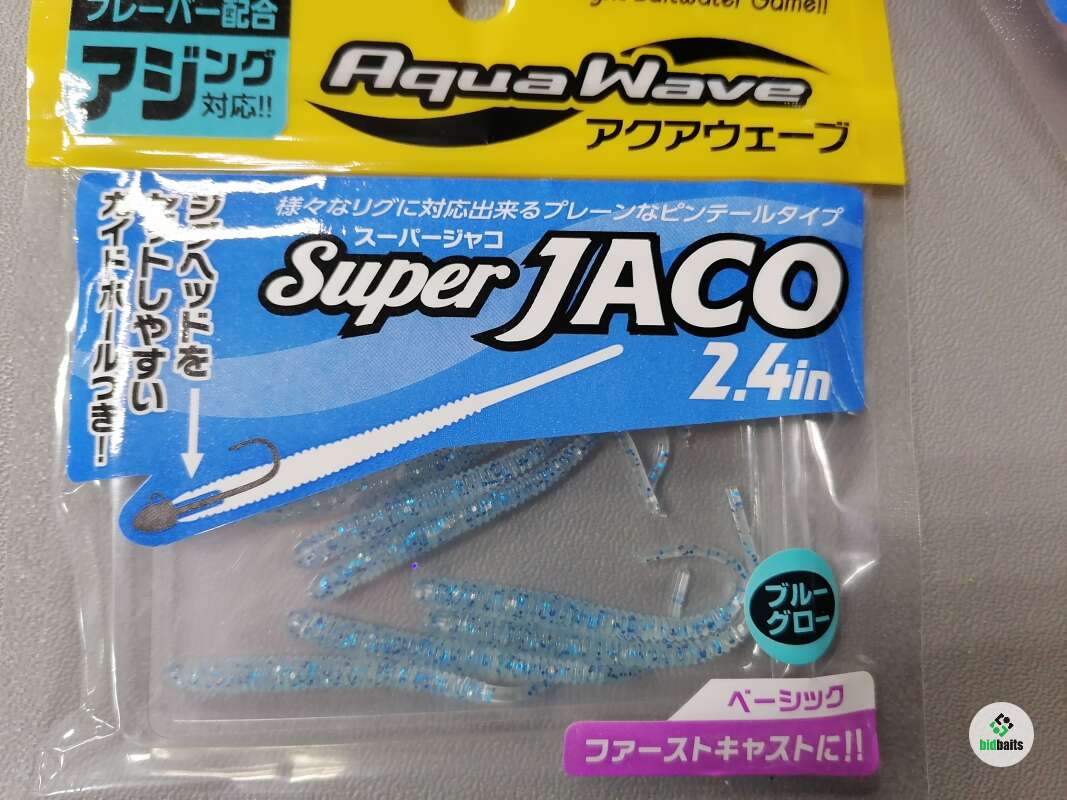 フレーバー配合
アジング
対応!!
Light Saltwater Game!!
Aqua Wave
アクアウェーブ
様々なリグに対応出来るプレーンなピンテールタイプ
スーパージャコ
Super JACO
2.4in
ジグヘッドを
セットしやすい
ガイドホールつき!
ブルー
グロー
ベーシック
ファーストキャストに!!
bidbaits